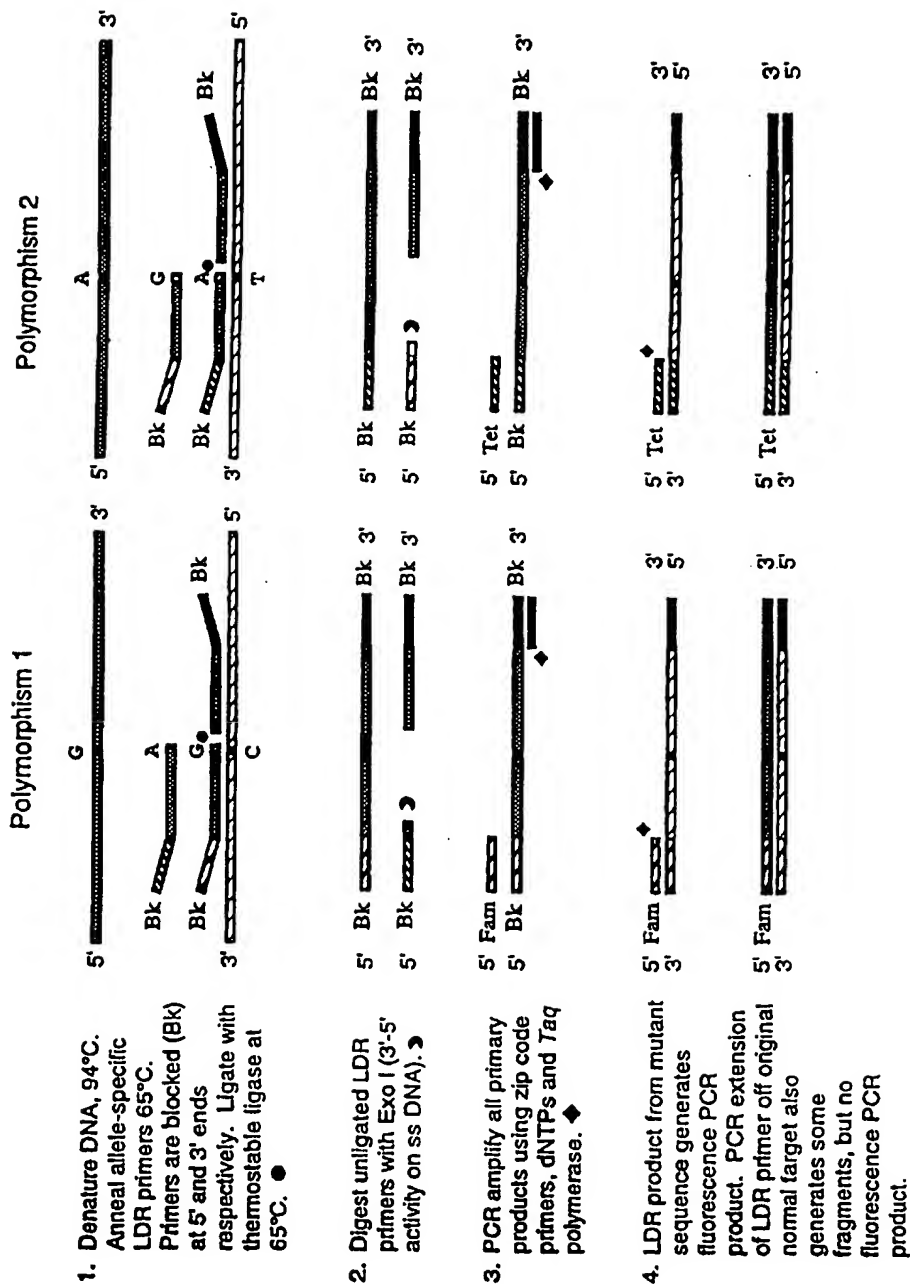 Polymorphism 1
Polymorphism 2
1. Denature DNA, 94°C.
Anneal allele-specific
LDR primers 65°C.
Primers are blocked (Bk)
at 5' and 3' ends
respectively. Ligate with
thermostable ligase at
65°C.
G
5' 3'
A
Bk
G
Bk Bk
3' 5'
C
A
5' 3'
G
Bk
A
Bk Bk
3' 5'
T
2. Digest unligated LDR
primers with Exo I (3'-5'
activity on ss DNA).
5' Bk Bk 3'
5' Bk Bk 3'
5' Bk Bk 3'
5' Bk Bk 3'
3. PCR amplify all primary
products using zip code
primers, dNTPs and Taq
polymerase.
5' Fam
5' Bk Bk 3'
5' Tet
5' Bk Bk 3'
4. LDR product from mutant
sequence generates
fluorescence PCR
product. PCR extension
of LDR primer off original
normal farget also
generates some
fragments, but no
fluorescence PCR
product.
5' Fam 3'
3' 5'
5' Fam 3'
3' 5'
5' Tet 3'
3' 5'
5' Tet 3'
3' 5'